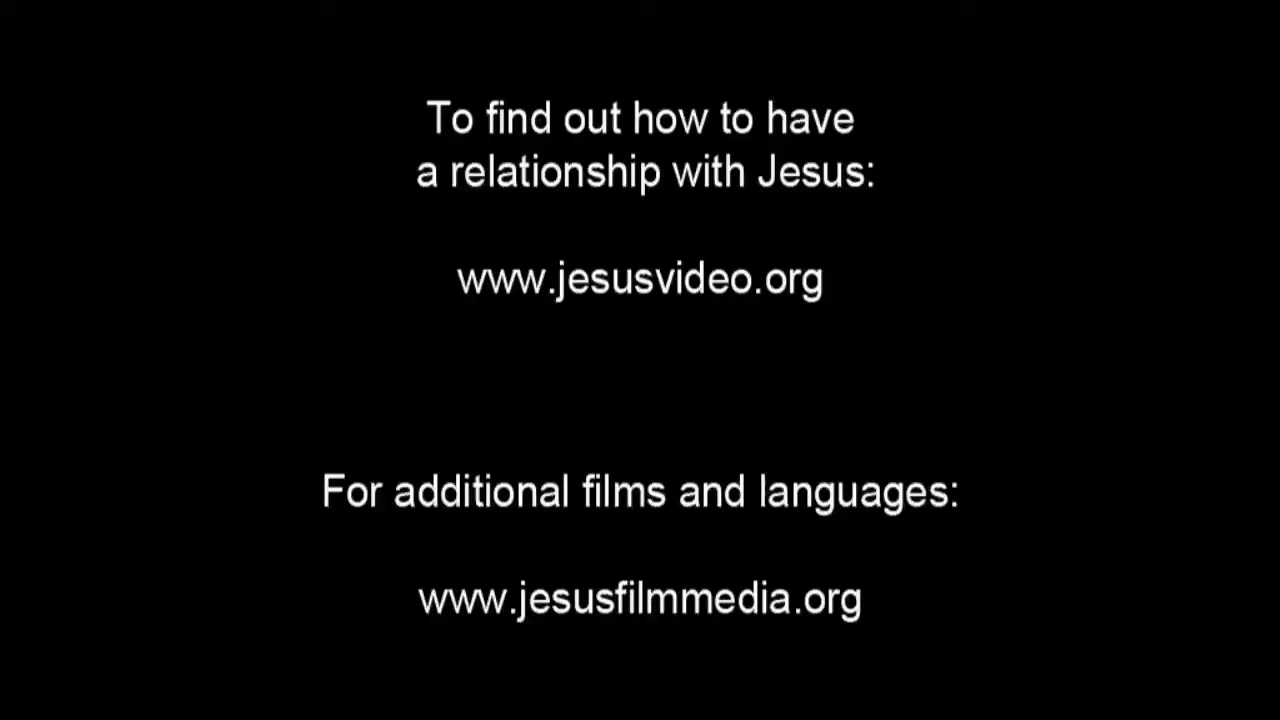 To find out how to have
a relationship with Jesus:
www.jesusvideo.org
For additional films and languages:
www.jesusfilmmedia.org